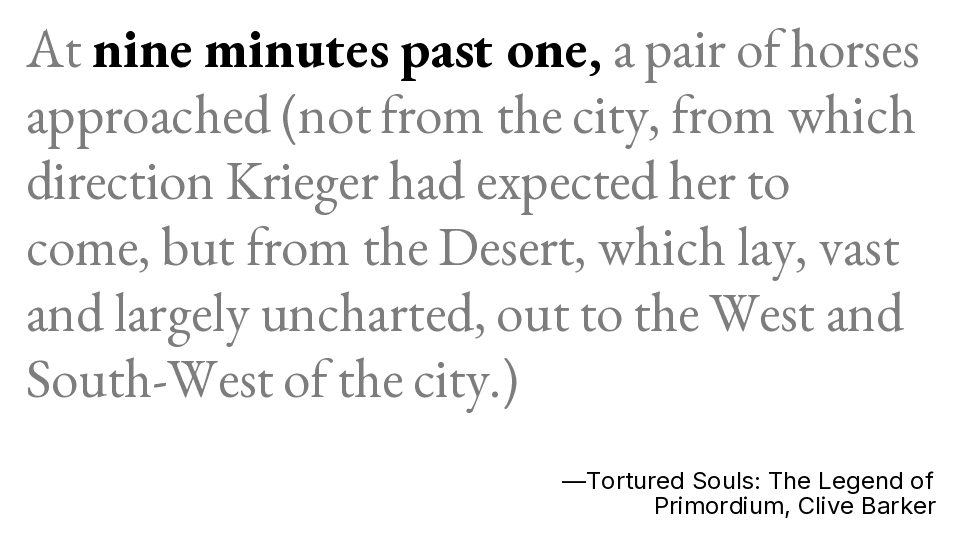 At nine minutes past one, a pair of horses
approached (not from the city, from which
direction Krieger had expected her to
come, but from the Desert, which lay, vast
and largely uncharted, out to the West and
South-West of the city.)
—Tortured Souls: The Legend of
Primordium, Clive Barker